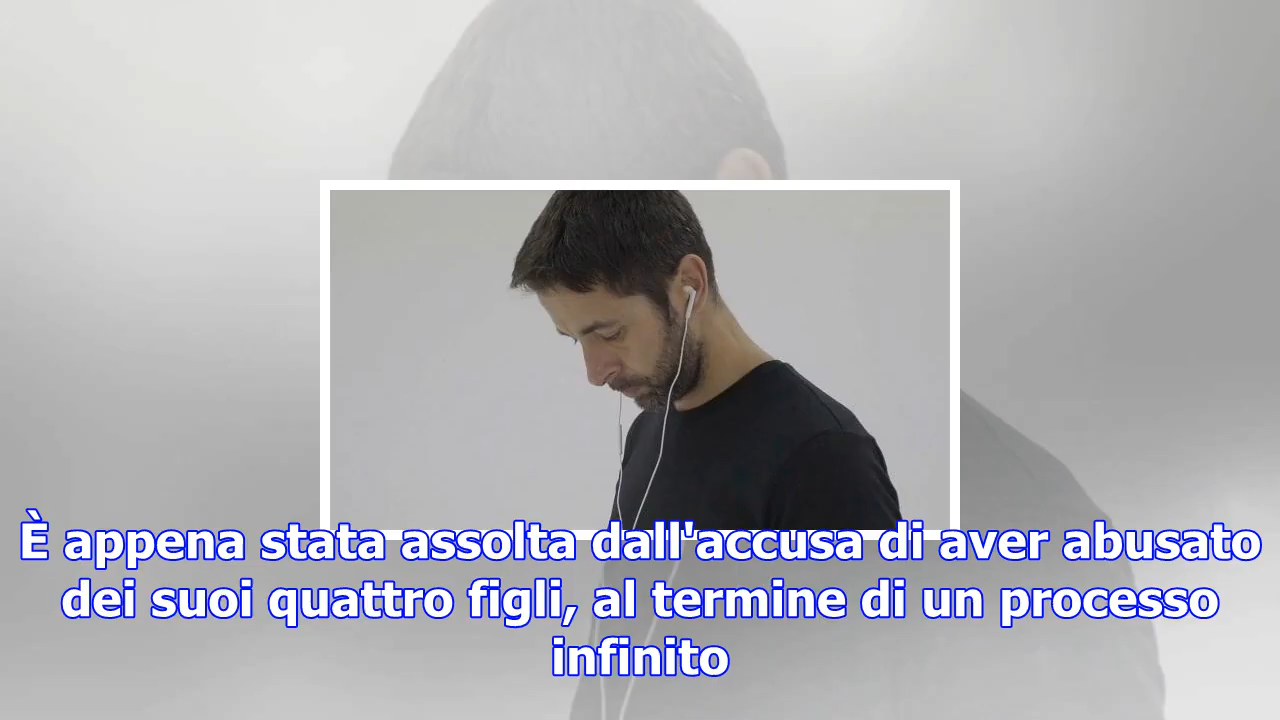 È appena stata assolta dall'accusa di aver abusato
dei suoi quattro figli, al termine di un processo
infinito